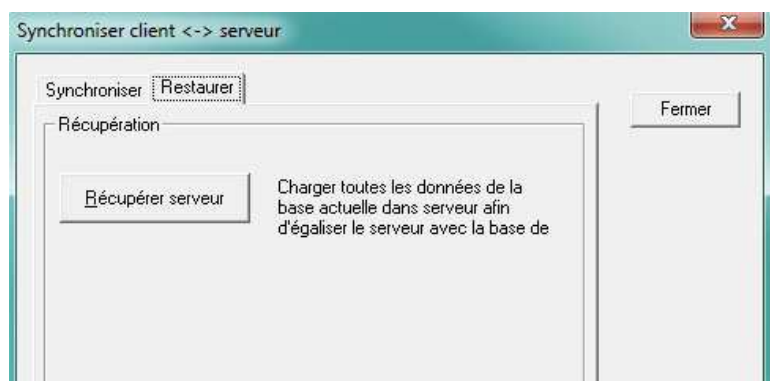 Synchroniser client <-> serveur
Synchroniser Restaurer
Fermer
Récupération
Récupérer serveur
Charger toutes les données de la
base actuelle dans serveur afin
d'égaliser le serveur avec la base de